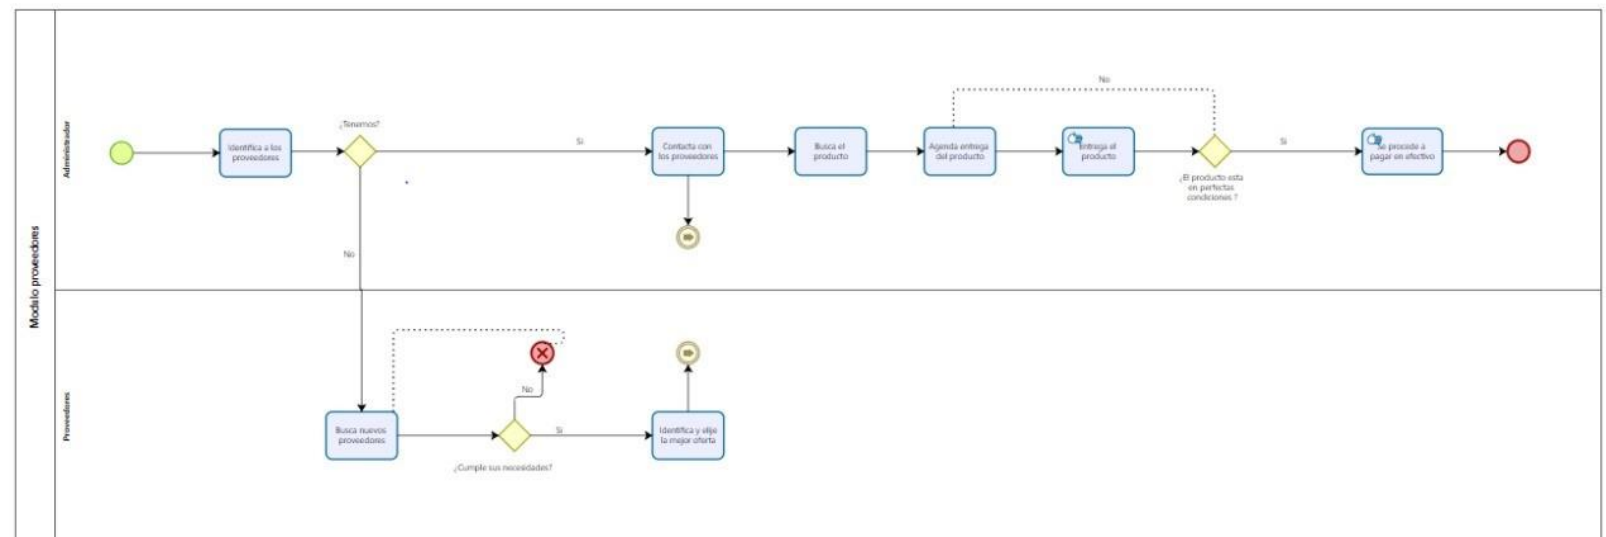 Modalo proveedores
Administrador
Identifica a los
proveedores
¿Tenemos?
Si
No
Contacta con
los proveedores
Busca el
producto
Agenda entrega
del producto
No
Entrega el
producto
¿El producto esta
en perfectas
condiciones ?
Si
Se procede a
pagar en efectivo
Proveedores
Busca nuevos
proveedores
No
¿Cumple sus necesidades?
Si
Identifica y elije
la mejor oferta